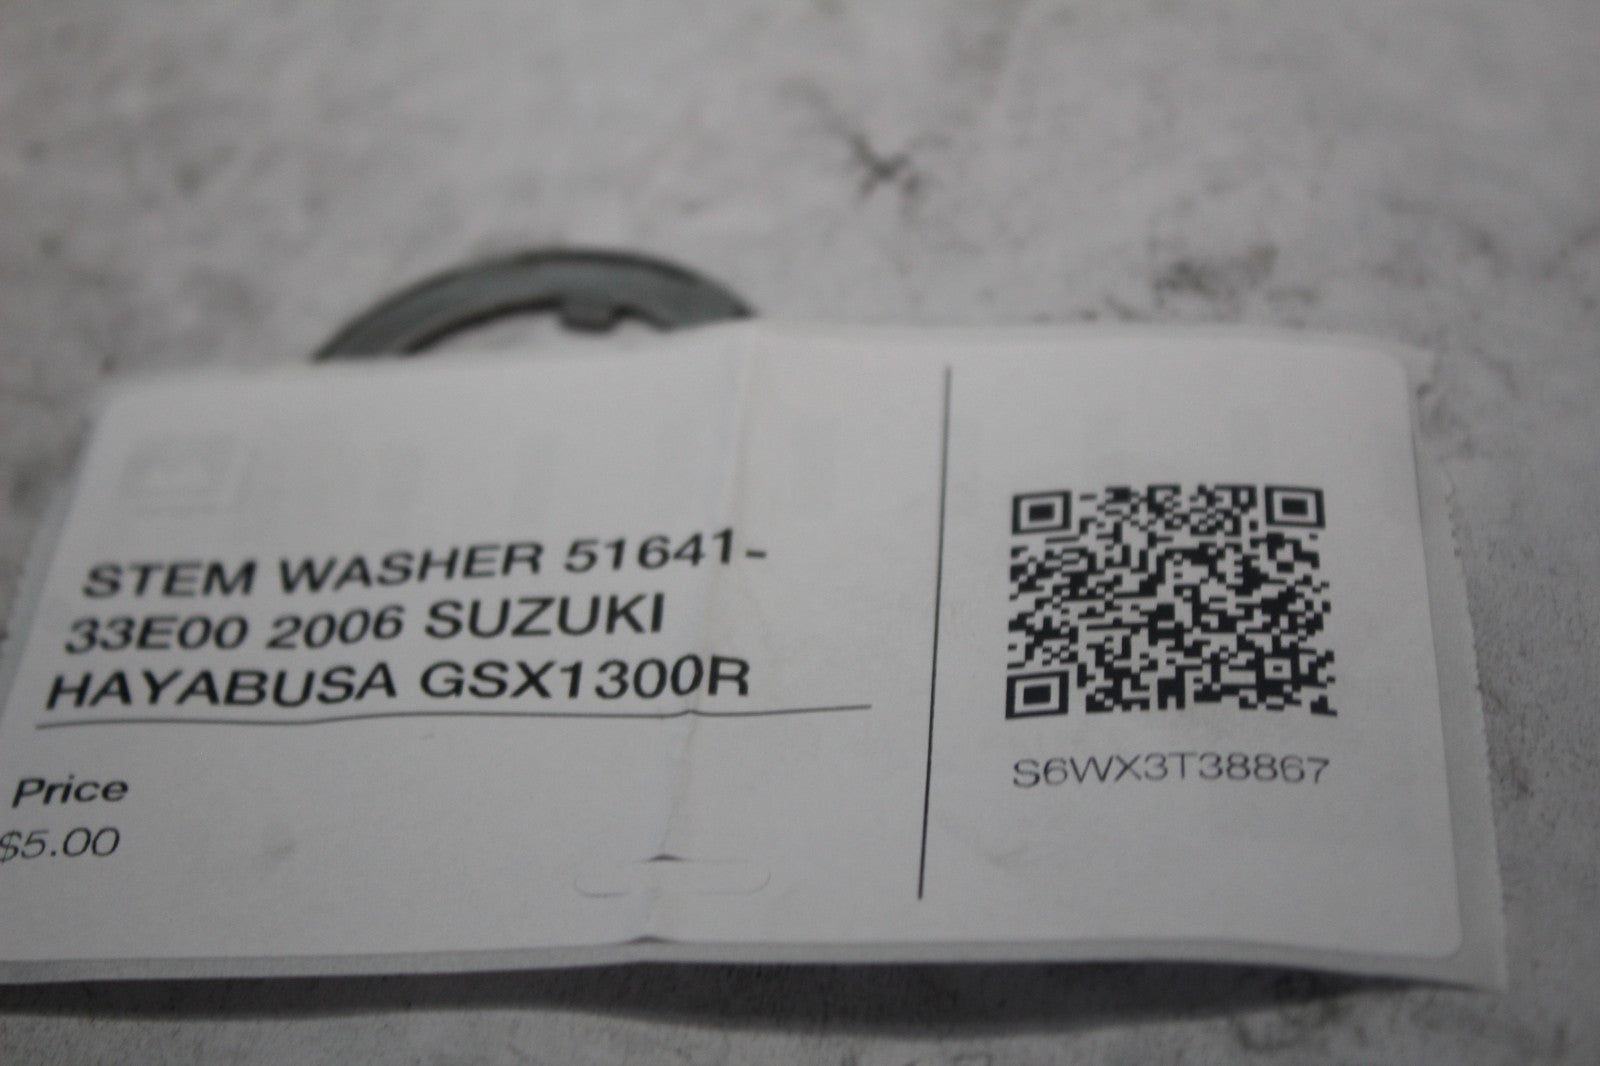 STEM WASHER 51641-
33E00 2006 SUZUKI
HAYABUSA GSX1300R
Price
$5.00
S6WX3T38867